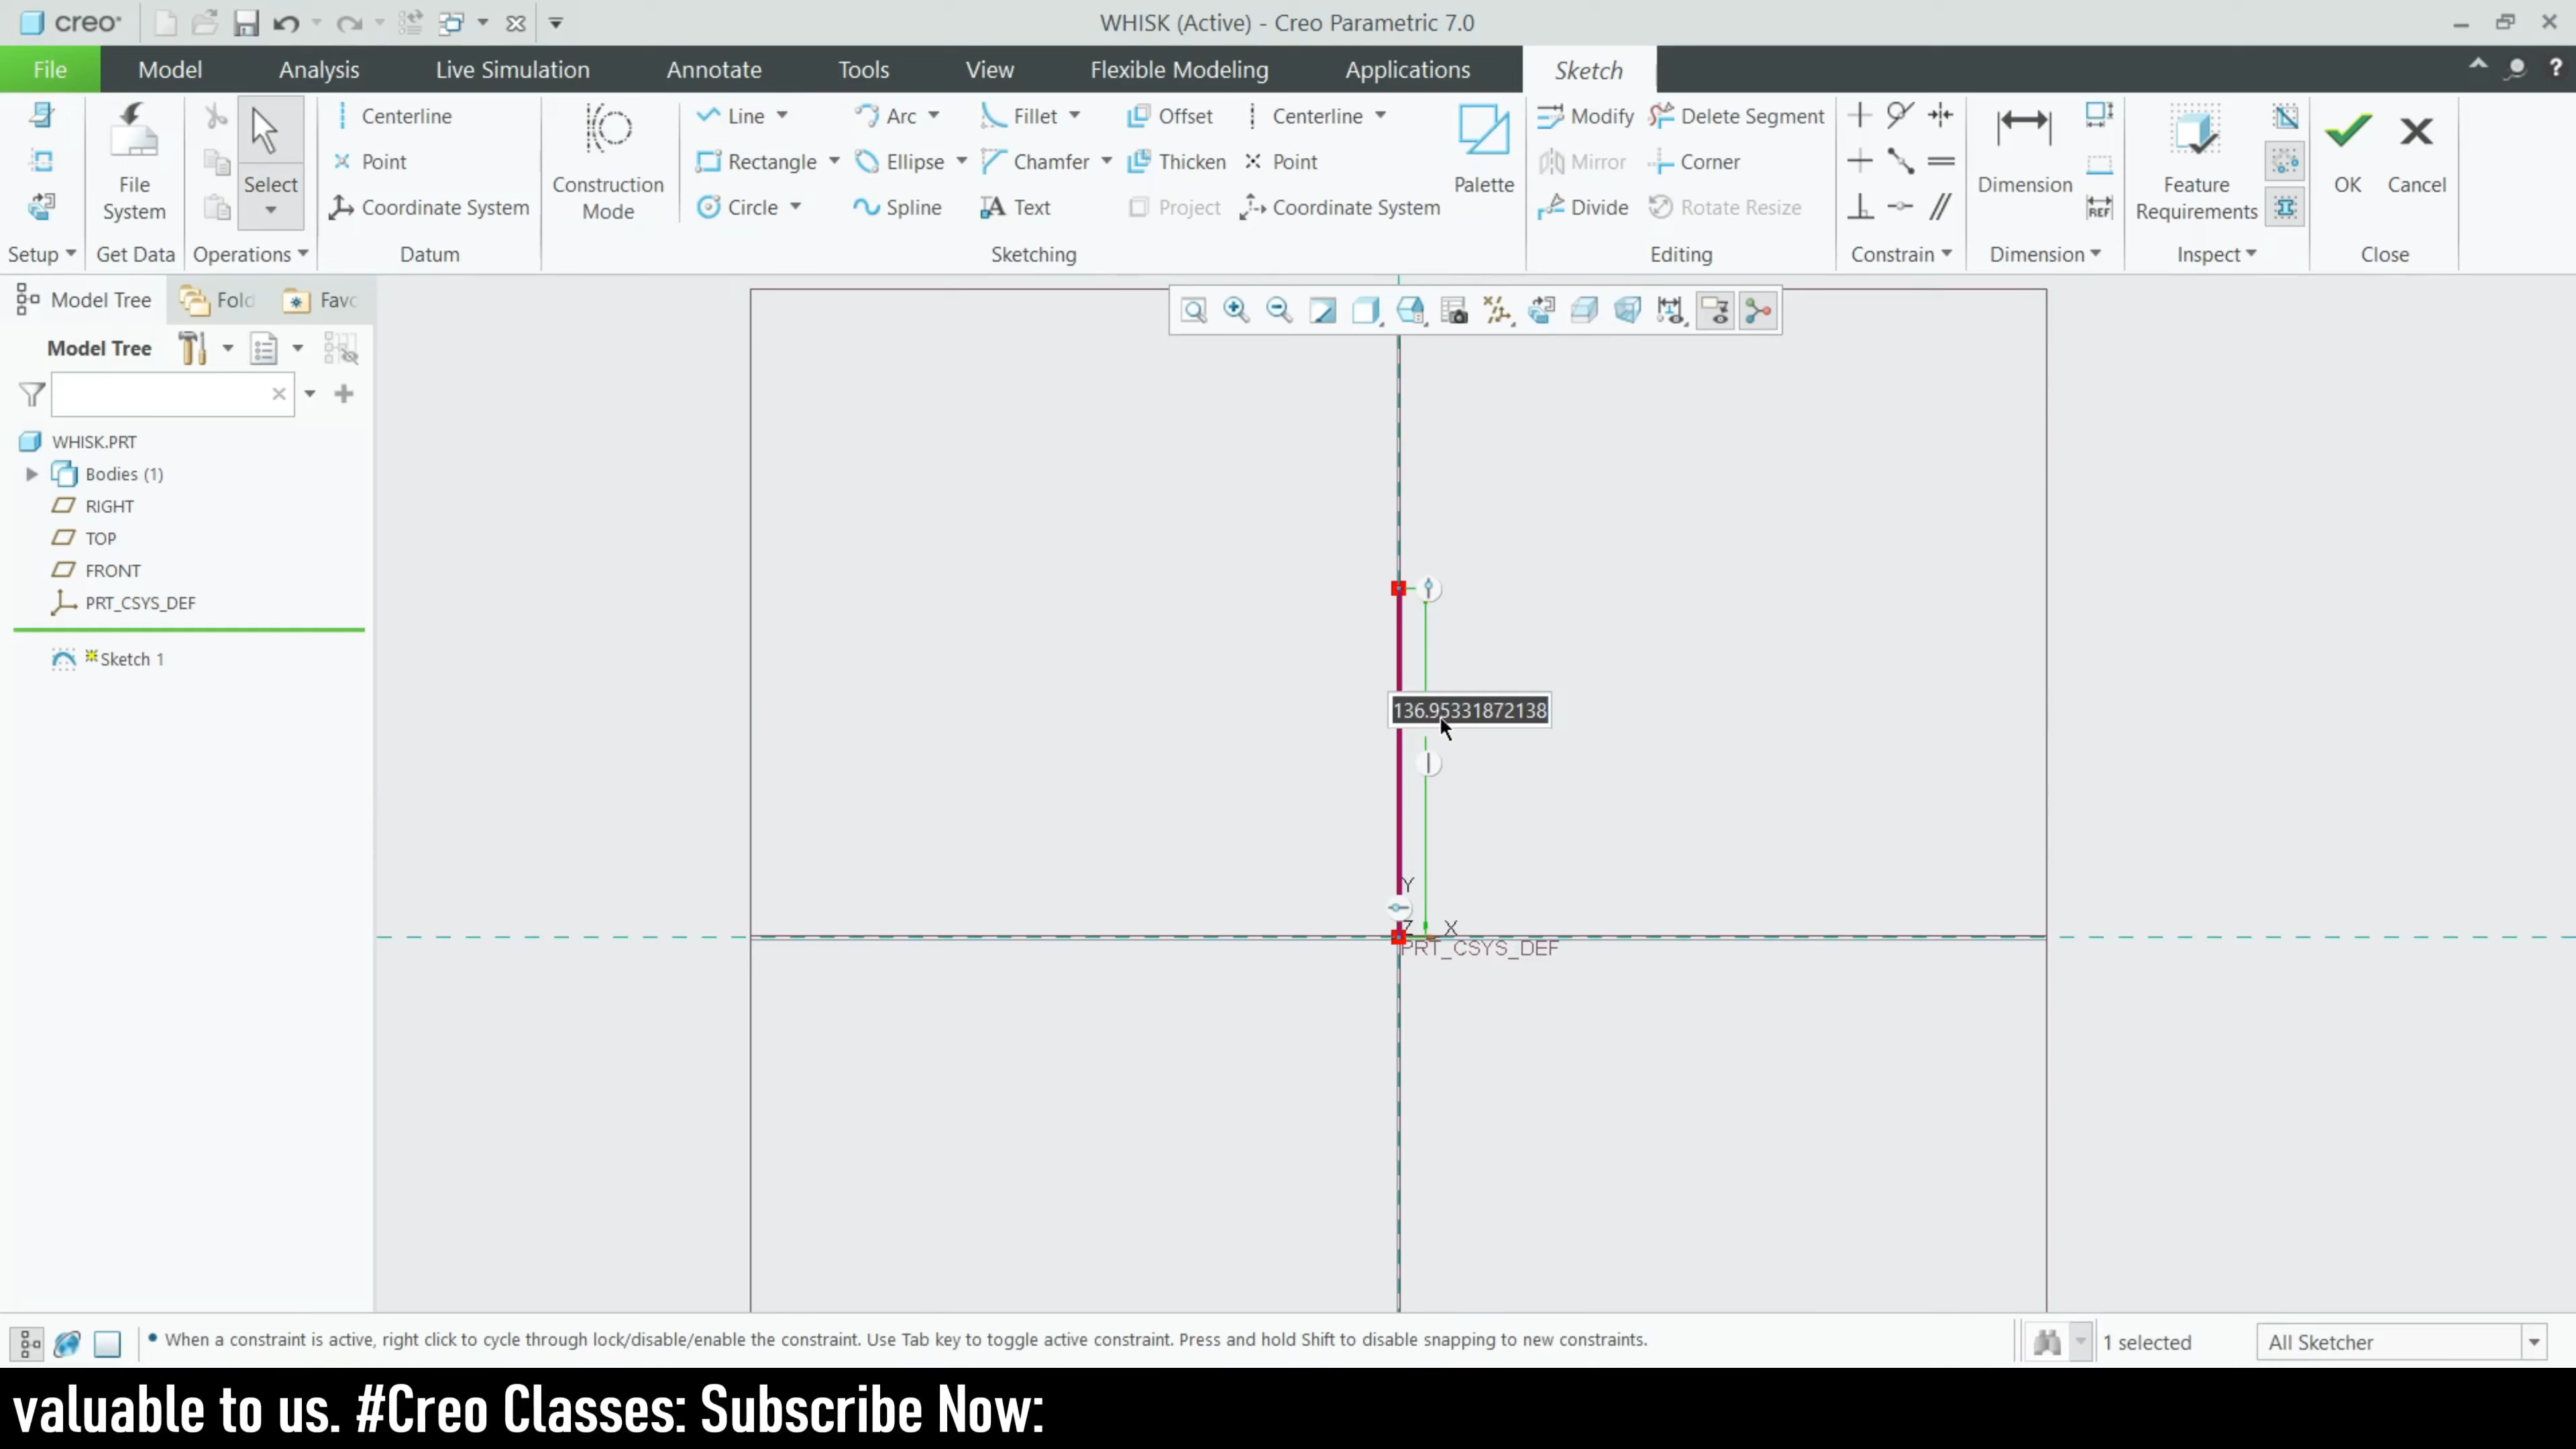 creo
WHISK (Active) - Creo Parametric 7.0
File Model Analysis Live Simulation Annotate Tools View Flexible Modeling Applications Sketch
File System
Select
Centerline
Point
Coordinate System
Construction Mode
Line Arc Fillet Offset Centerline
Rectangle Ellipse Chamfer Thicken Point
Circle Spline Text Project Coordinate System
Palette
Modify Delete Segment
Mirror Corner
Divide Rotate Resize
Dimension
REF
Feature Requirements
OK Cancel
Setup Get Data Operations Datum Sketching Editing Constrain Dimension Inspect Close
Model Tree Fold Favo
Model Tree
WHISK.PRT
Bodies (1)
RIGHT
TOP
FRONT
PRT_CSYS_DEF
Sketch 1
136.95331872138
Y
Z X
PRT_CSYS_DEF
When a constraint is active, right click to cycle through lock/disable/enable the constraint. Use Tab key to toggle active constraint. Press and hold Shift to disable snapping to new constraints.
1 selected
All Sketcher
valuable to us. #Creo Classes: Subscribe Now: